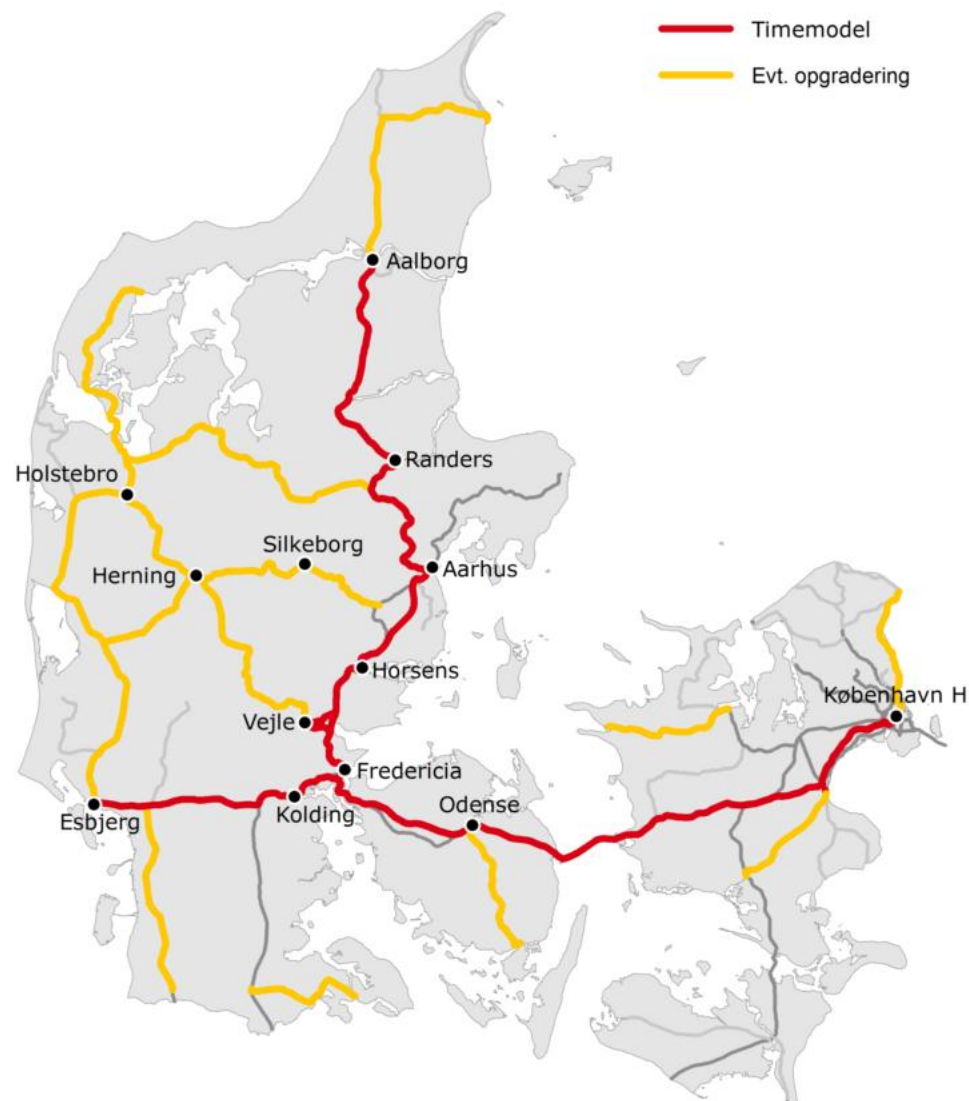 Timemodel
Evt. opgradering
Aalborg
Randers
Holstebro
Silkeborg
Herning
Aarhus
Horsens
København H
Vejle
Fredericia
Odense
Esbjerg
Kolding